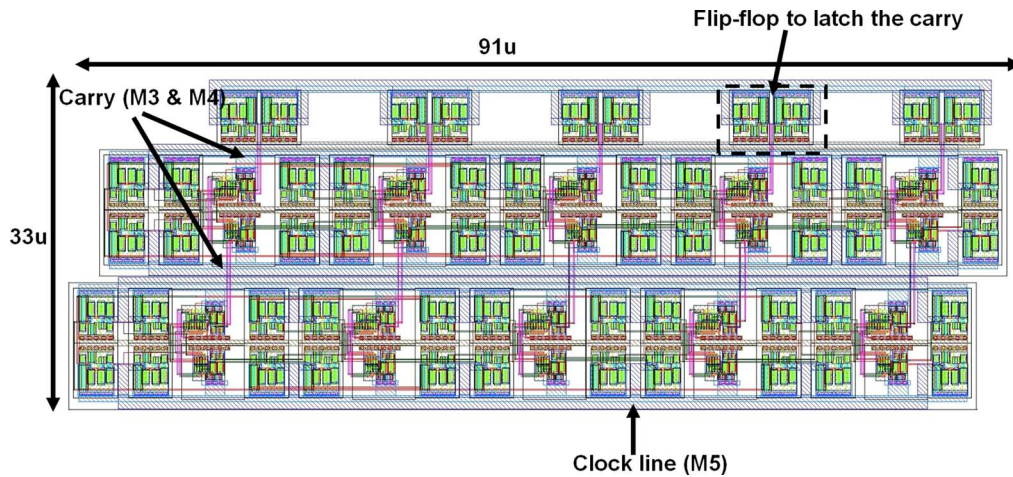 Flip-flop to latch the carry
91u
Carry (M3 & M4)
33u
Clock line (M5)